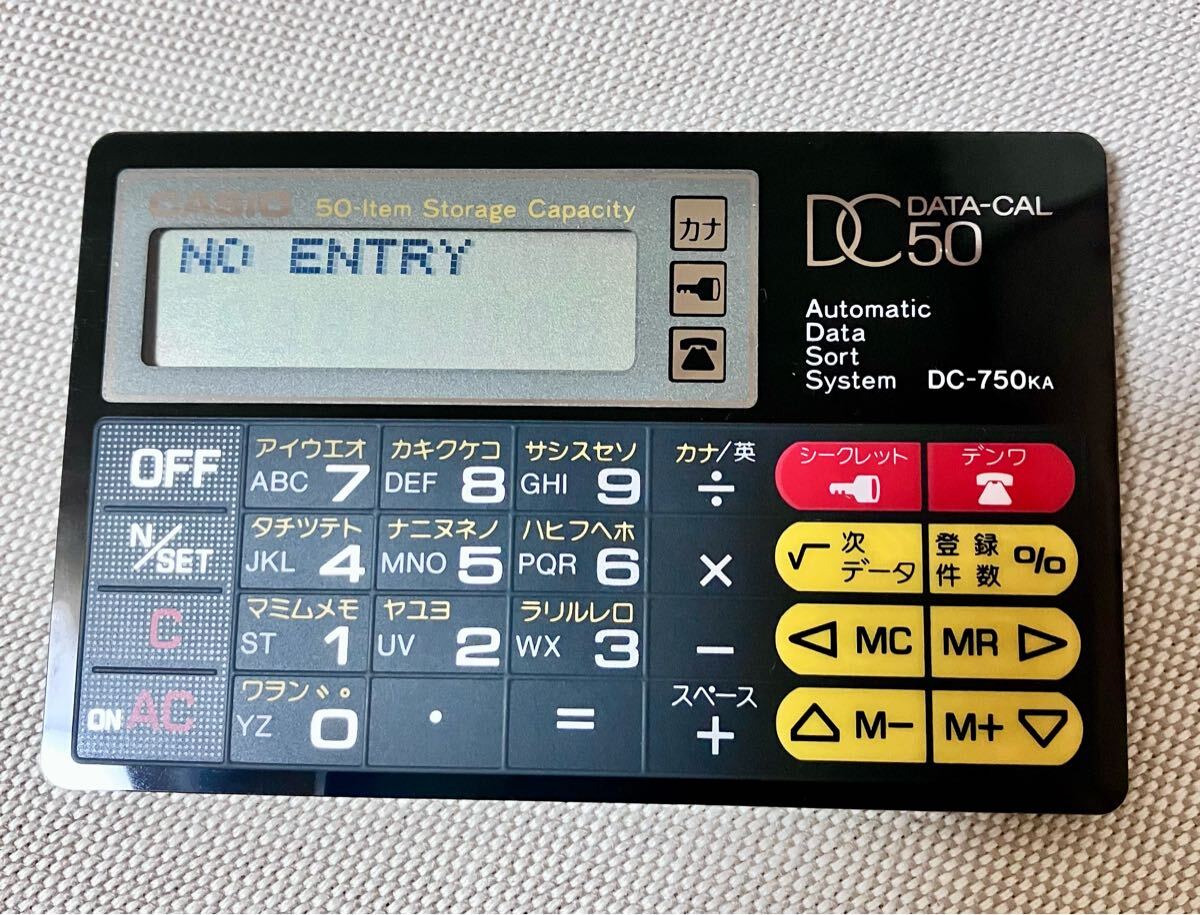 CASIO 50-Item Storage Capacity
NO ENTRY
カナ
DC DATA-CAL
50
Automatic
Data
Sort
System DC-750KA
OFF
アイウエオ
ABC 7
カキクケコ
DEF 8
サシスセソ
GHI 9
カナ/英
÷
シークレット
デンワ
N/SET
タチツテト
JKL 4
ナニヌネノ
MNO 5
ハヒフヘホ
PQR 6
×
√ 次
データ
登録
件数 %
C
マミムメモ
ST 1
ヤユヨ
UV 2
ラリルレロ
WX 3
−
◁ MC
MR ▷
ON AC
ワヲン゛゜
YZ 0
・
=
スペース
+
△ M−
M+ ▽